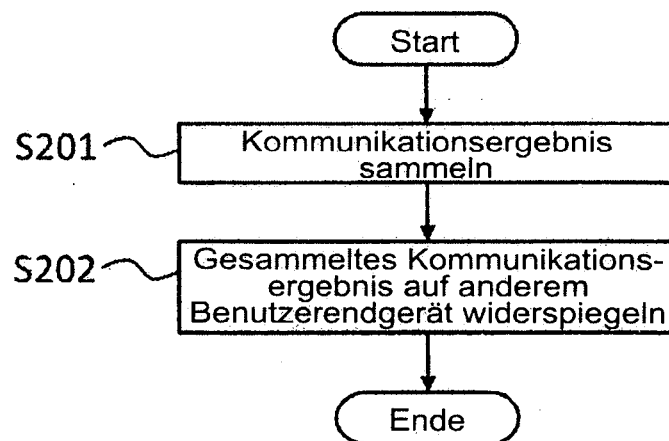 Start
S201
Kommunikationsergebnis
sammeln
S202
Gesammeltes Kommunikations-
ergebnis auf anderem
Benutzerendgerät widerspiegeln
Ende